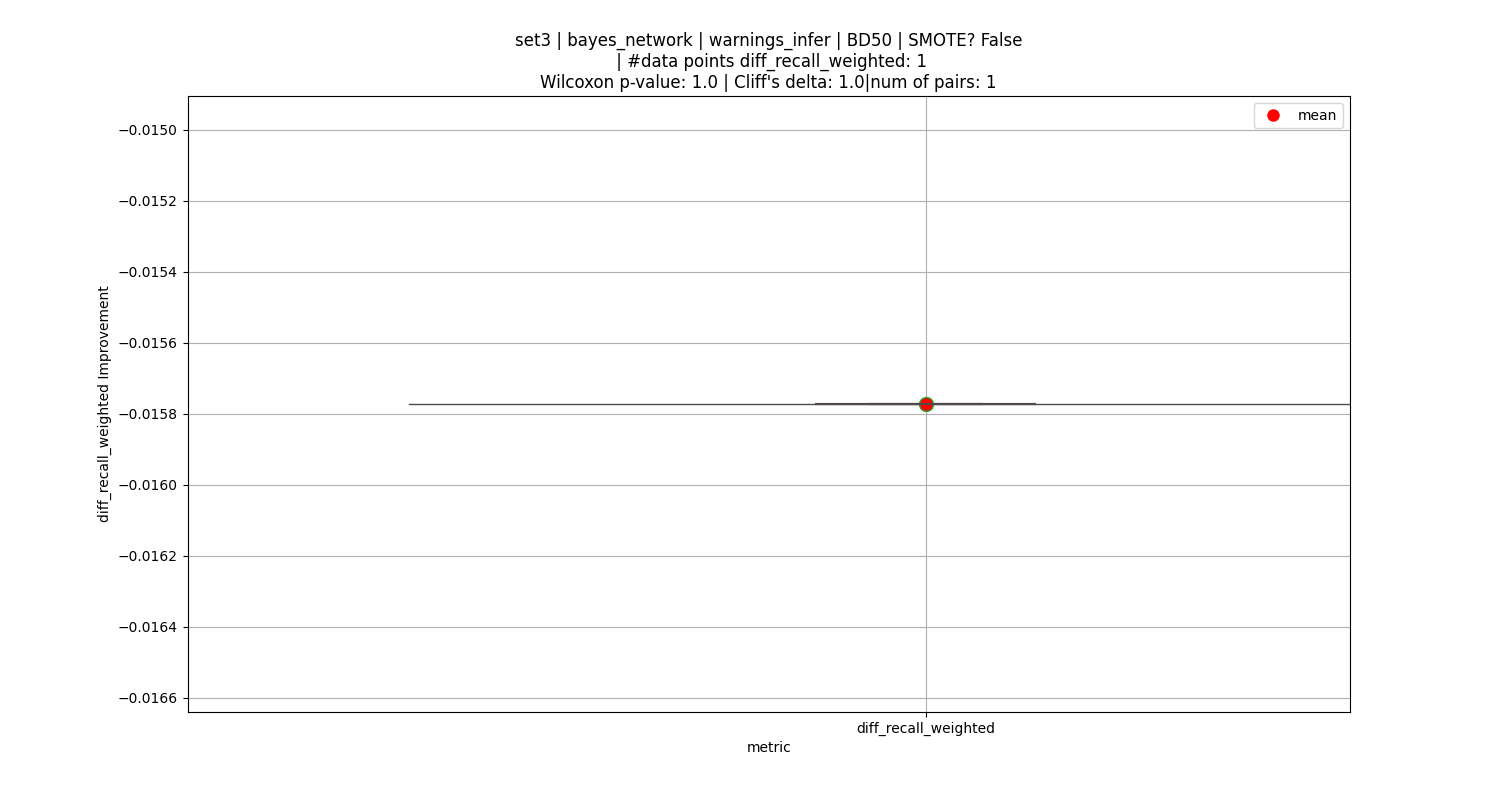 set3 | bayes_network | warnings_infer | BD50 | SMOTE? False
| #data points diff_recall_weighted: 1
Wilcoxon p-value: 1.0 | Cliff's delta: 1.0|num of pairs: 1
mean
−0.0150
−0.0152
−0.0154
−0.0156
−0.0158
−0.0160
−0.0162
−0.0164
−0.0166
diff_recall_weighted Improvement
diff_recall_weighted
metric